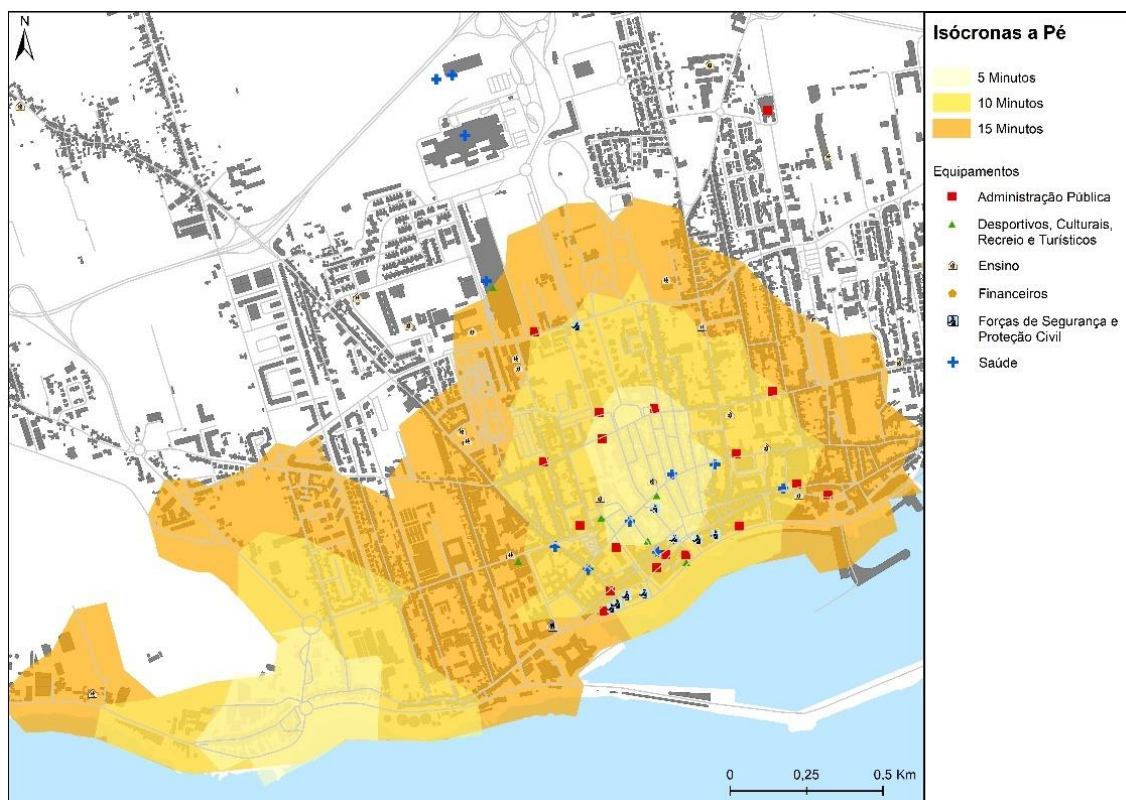 N
Isócronas a Pé
5 Minutos
10 Minutos
15 Minutos
Equipamentos
Administração Pública
Desportivos, Culturais,
Recreio e Turísticos
Ensino
Financeiros
Forças de Segurança e
Proteção Civil
Saúde
0 0,25 0,5 Km